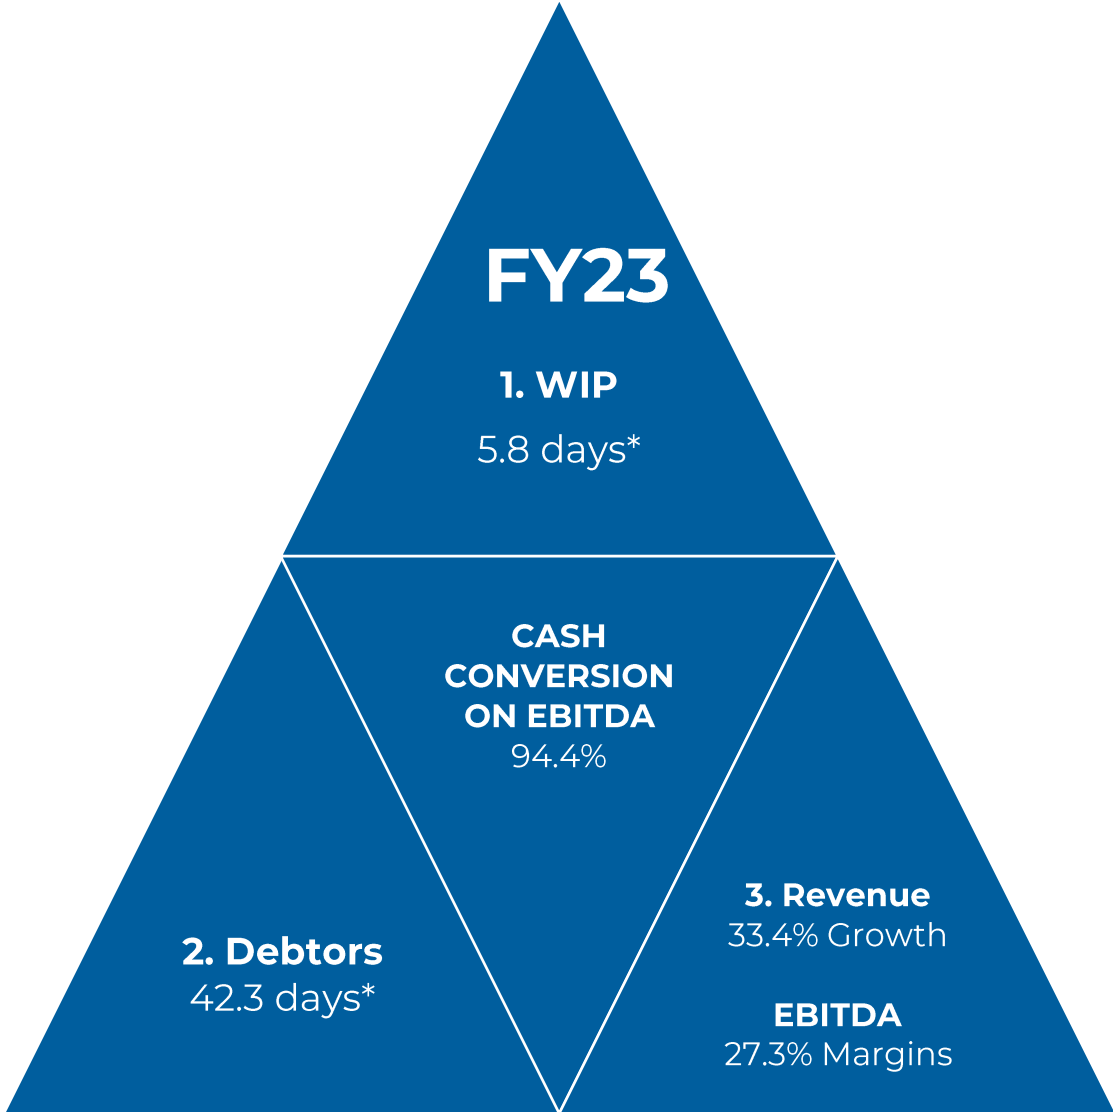 FY23
1. WIP
5.8 days*
CASH
CONVERSION
ON EBITDA
94.4%
2. Debtors
42.3 days*
3. Revenue
33.4% Growth
EBITDA
27.3% Margins